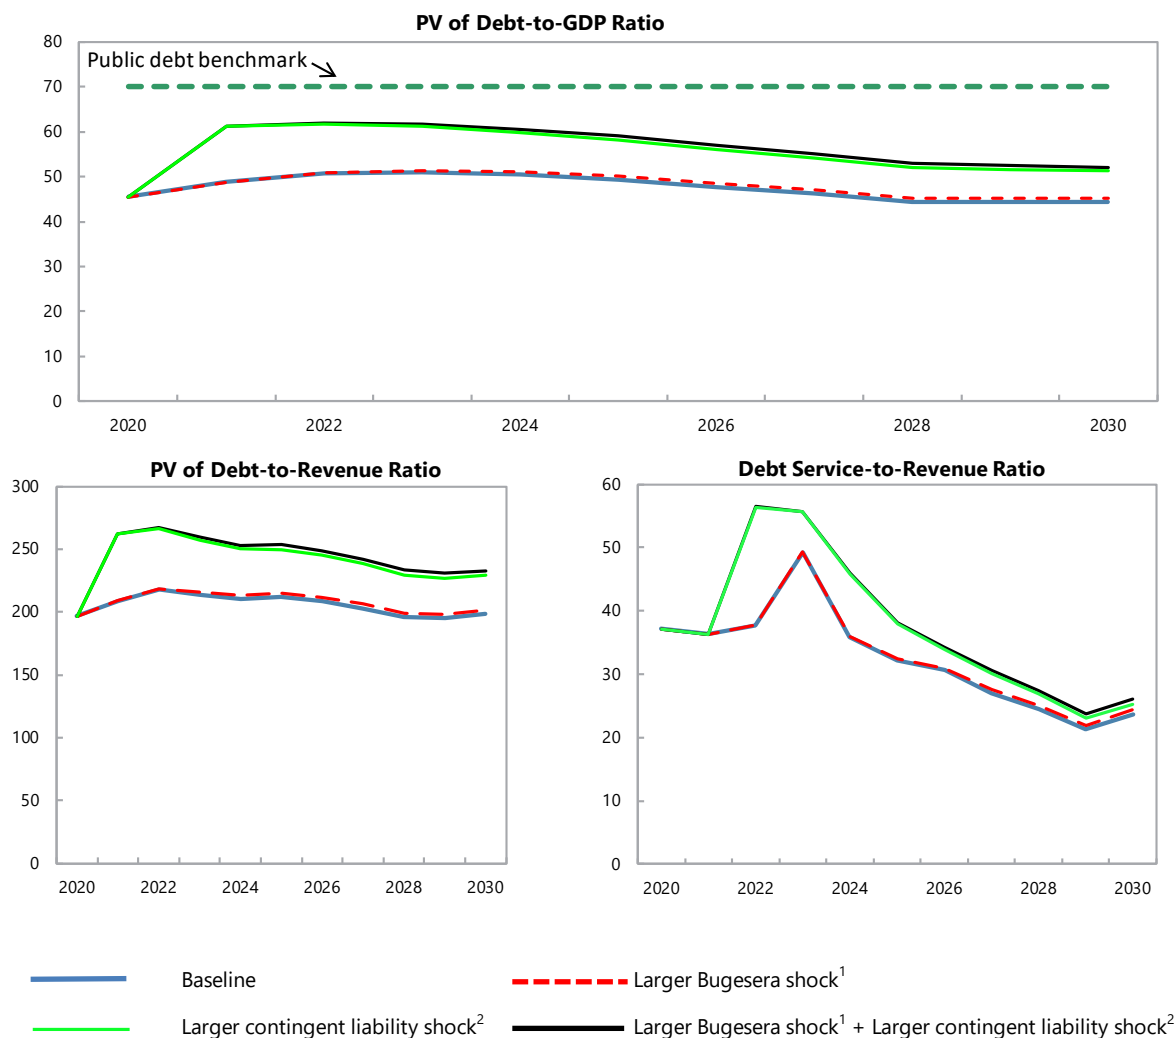 PV of Debt-to-GDP Ratio
80
Public debt benchmark
70
60
50
40
30
20
10
0
2020 2022 2024 2026 2028 2030
PV of Debt-to-Revenue Ratio
300
250
200
150
100
50
0
2020 2022 2024 2026 2028 2030
Debt Service-to-Revenue Ratio
60
50
40
30
20
10
0
2020 2022 2024 2026 2028 2030
Baseline
Larger Bugesera shock¹
Larger contingent liability shock²
Larger Bugesera shock¹ + Larger contingent liability shock²